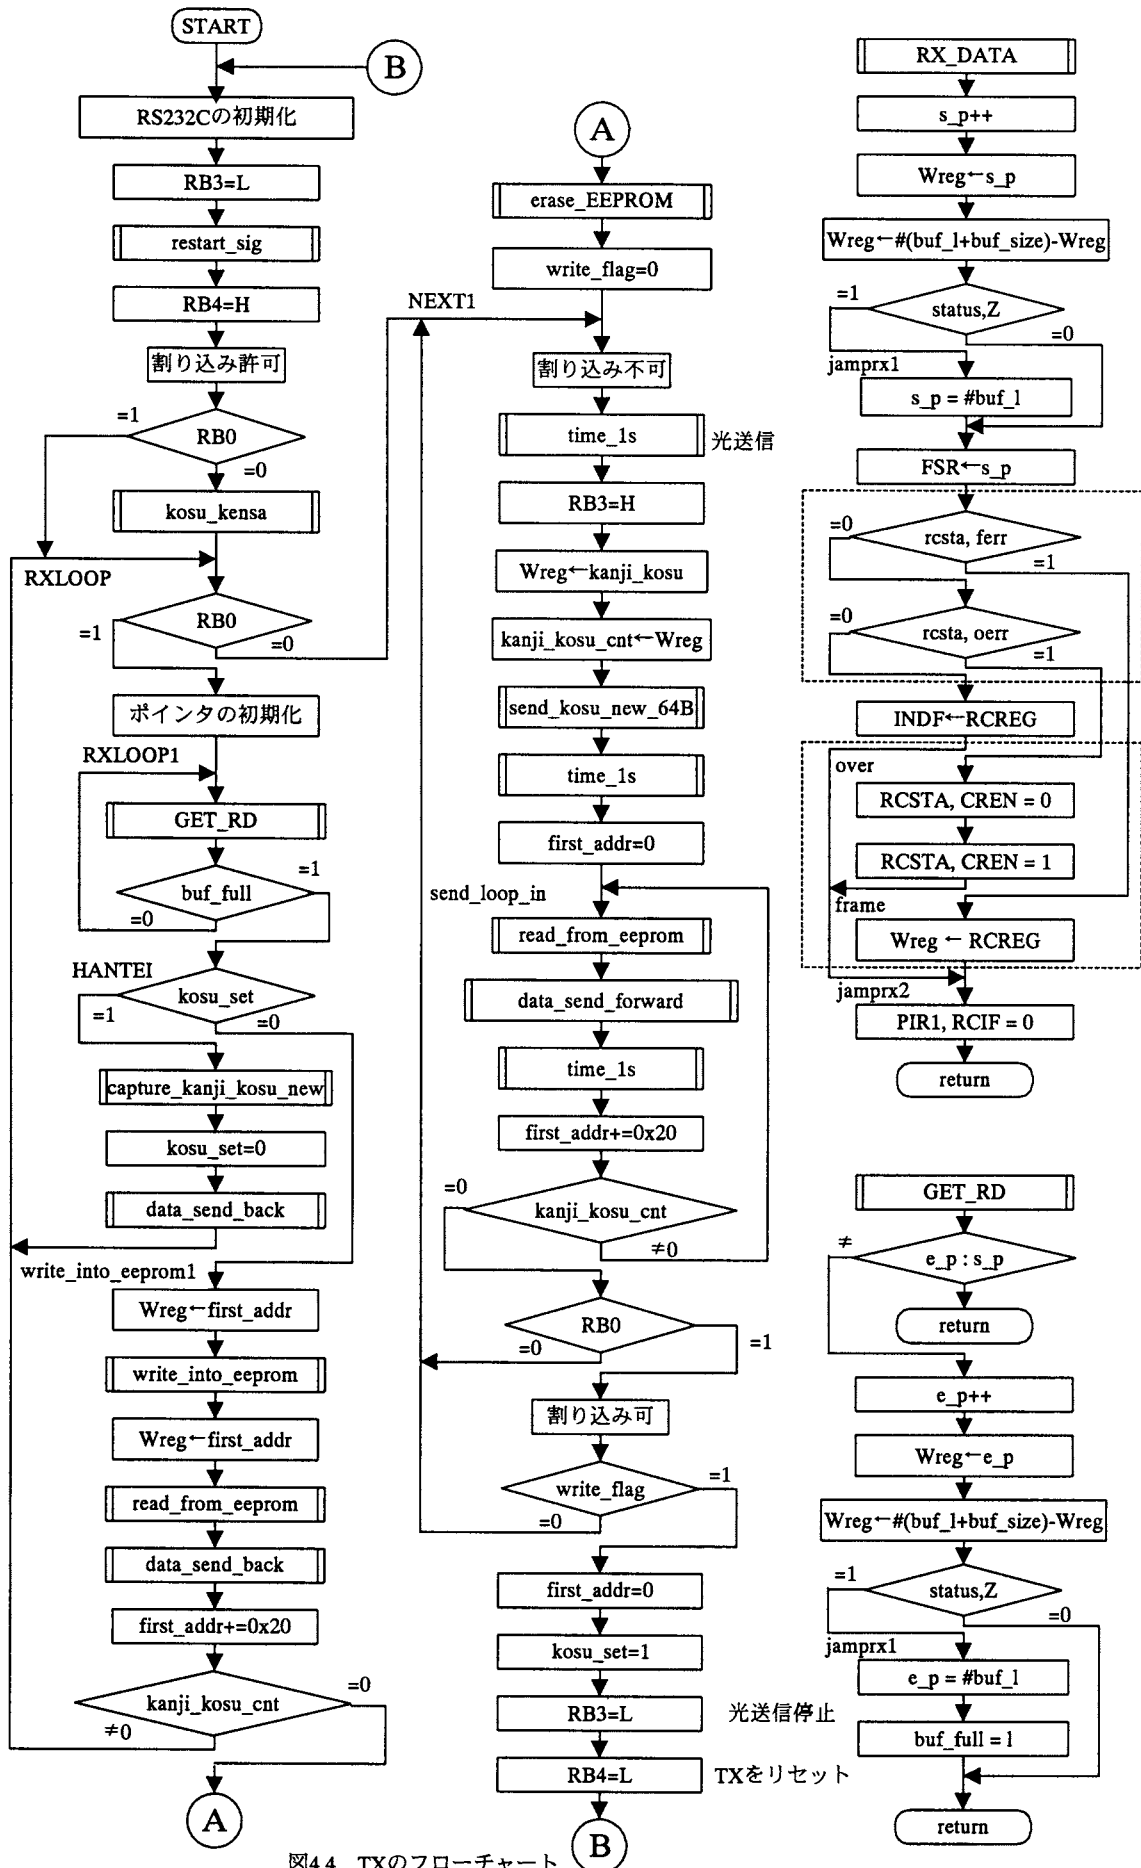 START
B
RS232Cの初期化
RB3=L
restart_sig
RB4=H
割り込み許可
=1
RB0
=0
kosu_kensa
RXLOOP
RB0
=1
=0
ポインタの初期化
RXLOOP1
GET_RD
=1
buf_full
=0
HANTEI
kosu_set
=1
=0
capture_kanji_kosu_new
kosu_set=0
data_send_back
write_into_eeprom1
Wreg←first_addr
write_into_eeprom
Wreg←first_addr
read_from_eeprom
data_send_back
first_addr+=0x20
=0
kanji_kosu_cnt
≠0
A
A
erase_EEPROM
write_flag=0
NEXT1
割り込み不可
time_1s
光送信
RB3=H
Wreg←kanji_kosu
kanji_kosu_cnt←Wreg
send_kosu_new_64B
time_1s
first_addr=0
send_loop_in
read_from_eeprom
data_send_forward
time_1s
first_addr+=0x20
=0
kanji_kosu_cnt
≠0
RB0
=0
=1
割り込み可
=1
write_flag
=0
first_addr=0
kosu_set=1
RB3=L
光送信停止
RB4=L
TXをリセット
B
RX_DATA
s_p++
Wreg←s_p
Wreg←#(buf_l+buf_size)-Wreg
=1
status,Z
=0
jamprx1
s_p = #buf_l
FSR←s_p
=0
rcsta, ferr
=1
=0
rcsta, oerr
=1
INDF←RCREG
over
RCSTA, CREN = 0
RCSTA, CREN = 1
frame
Wreg ← RCREG
jamprx2
PIR1, RCIF = 0
return
GET_RD
≠
e_p : s_p
return
e_p++
Wreg←e_p
Wreg←#(buf_l+buf_size)-Wreg
=1
status,Z
=0
jamprx1
e_p = #buf_l
buf_full = 1
return
図4.4 TXのフローチャート